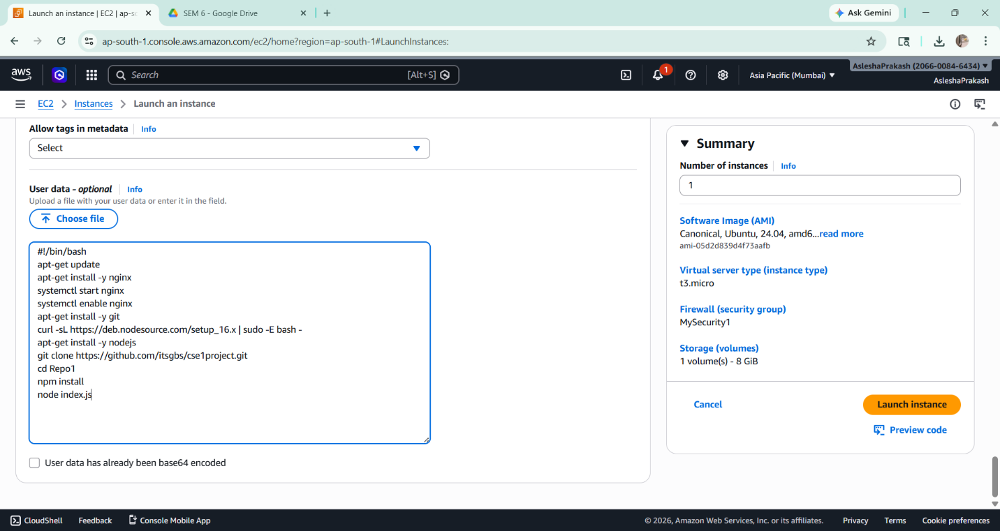 Launch an instance | EC2 | ap-sc
SEM 6 - Google Drive
Ask Gemini
ap-south-1.console.aws.amazon.com/ec2/home?region=ap-south-1#LaunchInstances:
aws
Search
[Alt+S]
1
Asia Pacific (Mumbai)
AsleshaPrakash (2066-0084-6434)
AsleshaPrakash
EC2
Instances
Launch an instance
Allow tags in metadata
Info
Select
User data - optional
Info
Upload a file with your user data or enter it in the field.
Choose file
#!/bin/bash
apt-get update
apt-get install -y nginx
systemctl start nginx
systemctl enable nginx
apt-get install -y git
curl -sL https://deb.nodesource.com/setup_16.x | sudo -E bash -
apt-get install -y nodejs
git clone https://github.com/itsgbs/cse1project.git
cd Repo1
npm install
node index.js
User data has already been base64 encoded
Summary
Number of instances
Info
1
Software Image (AMI)
Canonical, Ubuntu, 24.04, amd6...read more
ami-05d2d839d4f73aafb
Virtual server type (instance type)
t3.micro
Firewall (security group)
MySecurity1
Storage (volumes)
1 volume(s) - 8 GiB
Cancel
Launch instance
Preview code
CloudShell
Feedback
Console Mobile App
© 2026, Amazon Web Services, Inc. or its affiliates.
Privacy
Terms
Cookie preferences